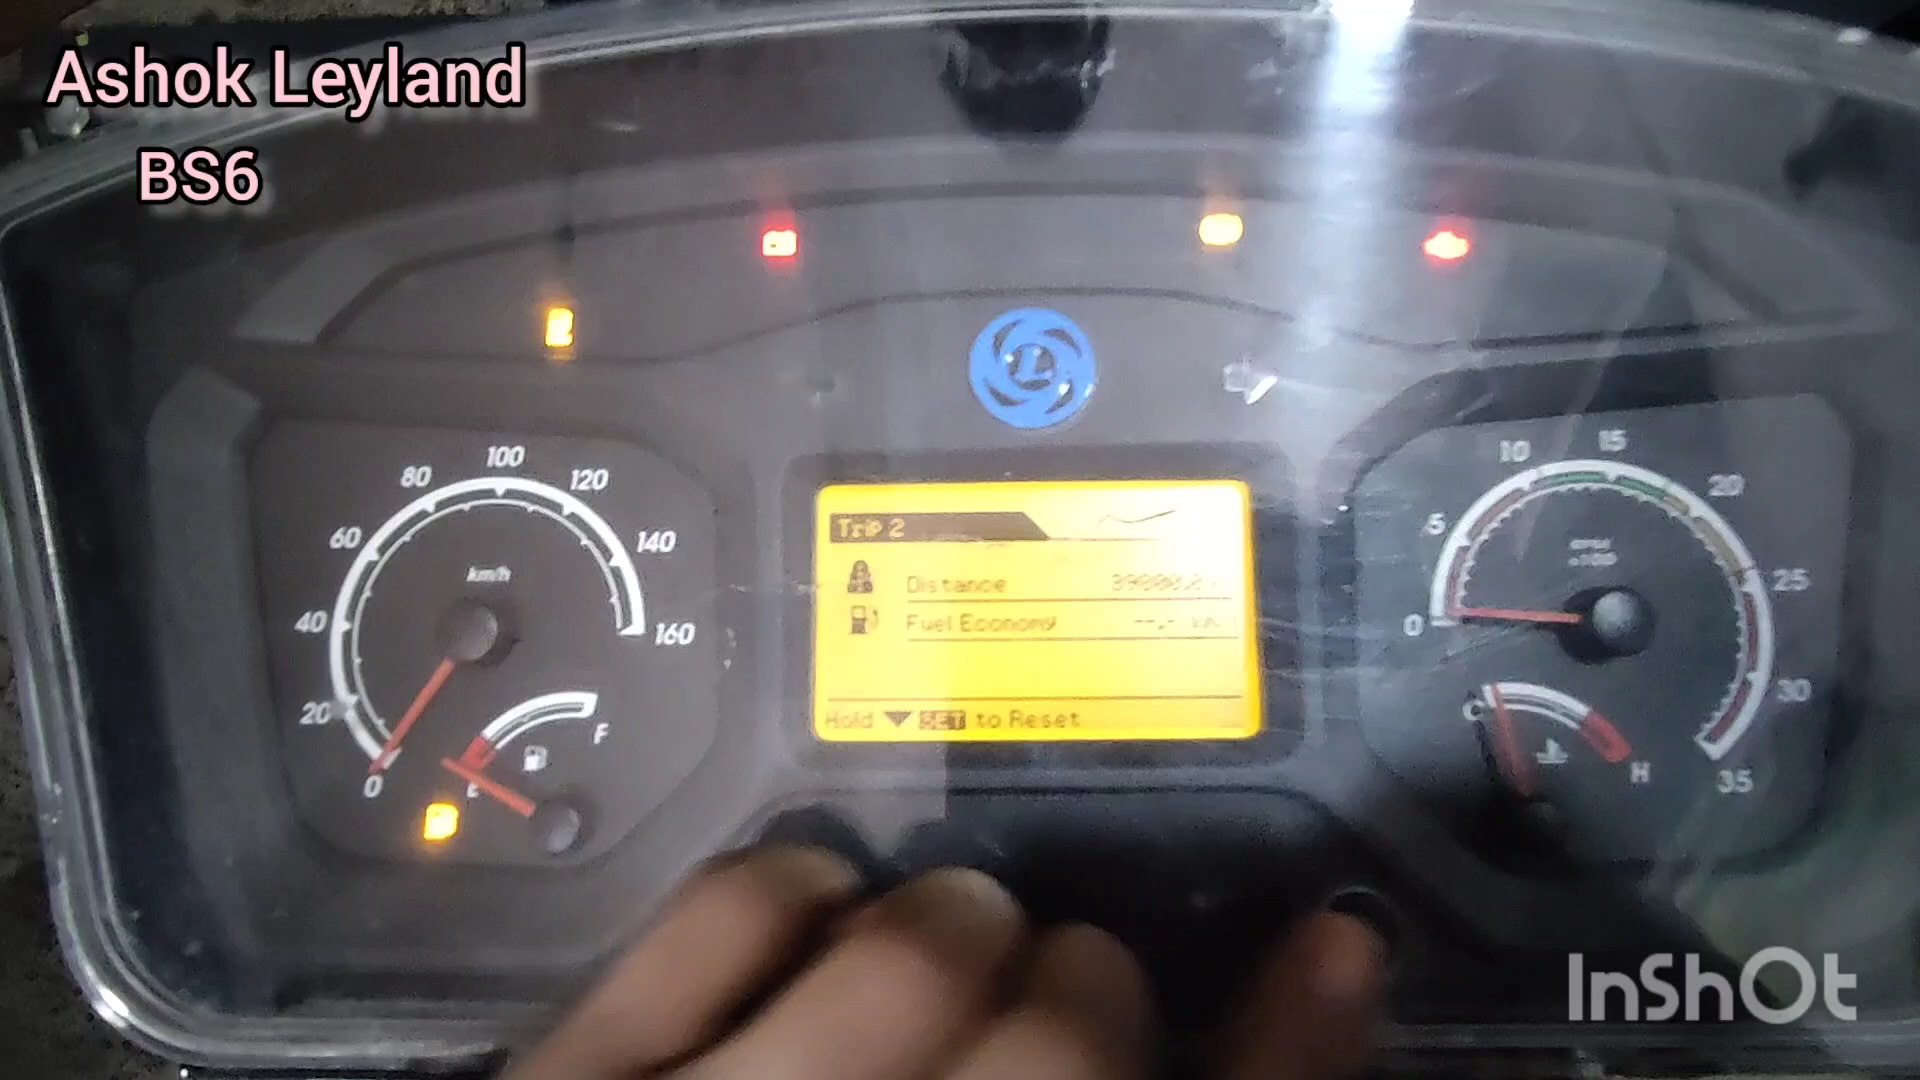 Ashok Leyland
BS6
Trip 2
Distance
Fuel Economy --.- km/l
Hold ▼ SET to Reset
0 20 40 60 80 100 120 140 160
km/h
E F
0 5 10 15 20 25 30 35
C H
InShOt